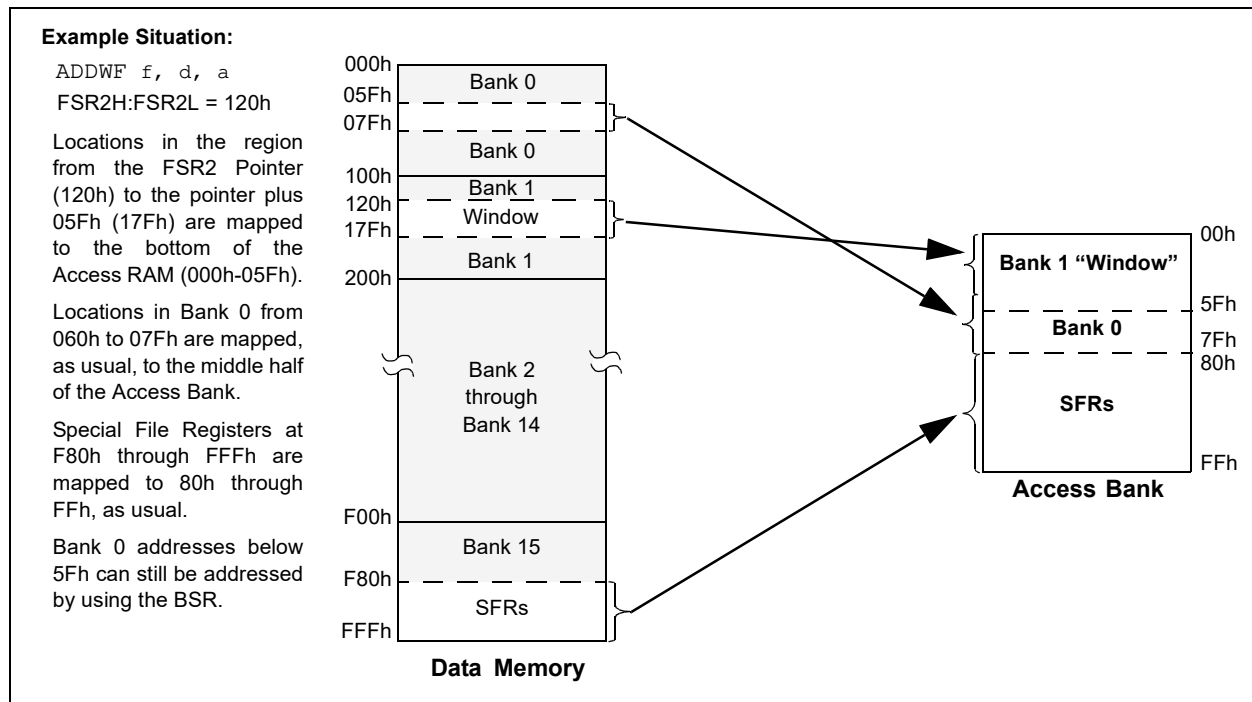 Example Situation:
ADDWF f, d, a
FSR2H:FSR2L = 120h
Locations in the region
from the FSR2 Pointer
(120h) to the pointer plus
05Fh (17Fh) are mapped
to the bottom of the
Access RAM (000h-05Fh).
Locations in Bank 0 from
060h to 07Fh are mapped,
as usual, to the middle half
of the Access Bank.
Special File Registers at
F80h through FFFh are
mapped to 80h through
FFh, as usual.
Bank 0 addresses below
5Fh can still be addressed
by using the BSR.
000h
Bank 0
05Fh
07Fh
Bank 0
100h
Bank 1
120h
Window
17Fh
Bank 1
200h
Bank 2
through
Bank 14
F00h
Bank 15
F80h
SFRs
FFFh
Data Memory
00h
Bank 1 “Window”
5Fh
Bank 0
7Fh
80h
SFRs
FFh
Access Bank